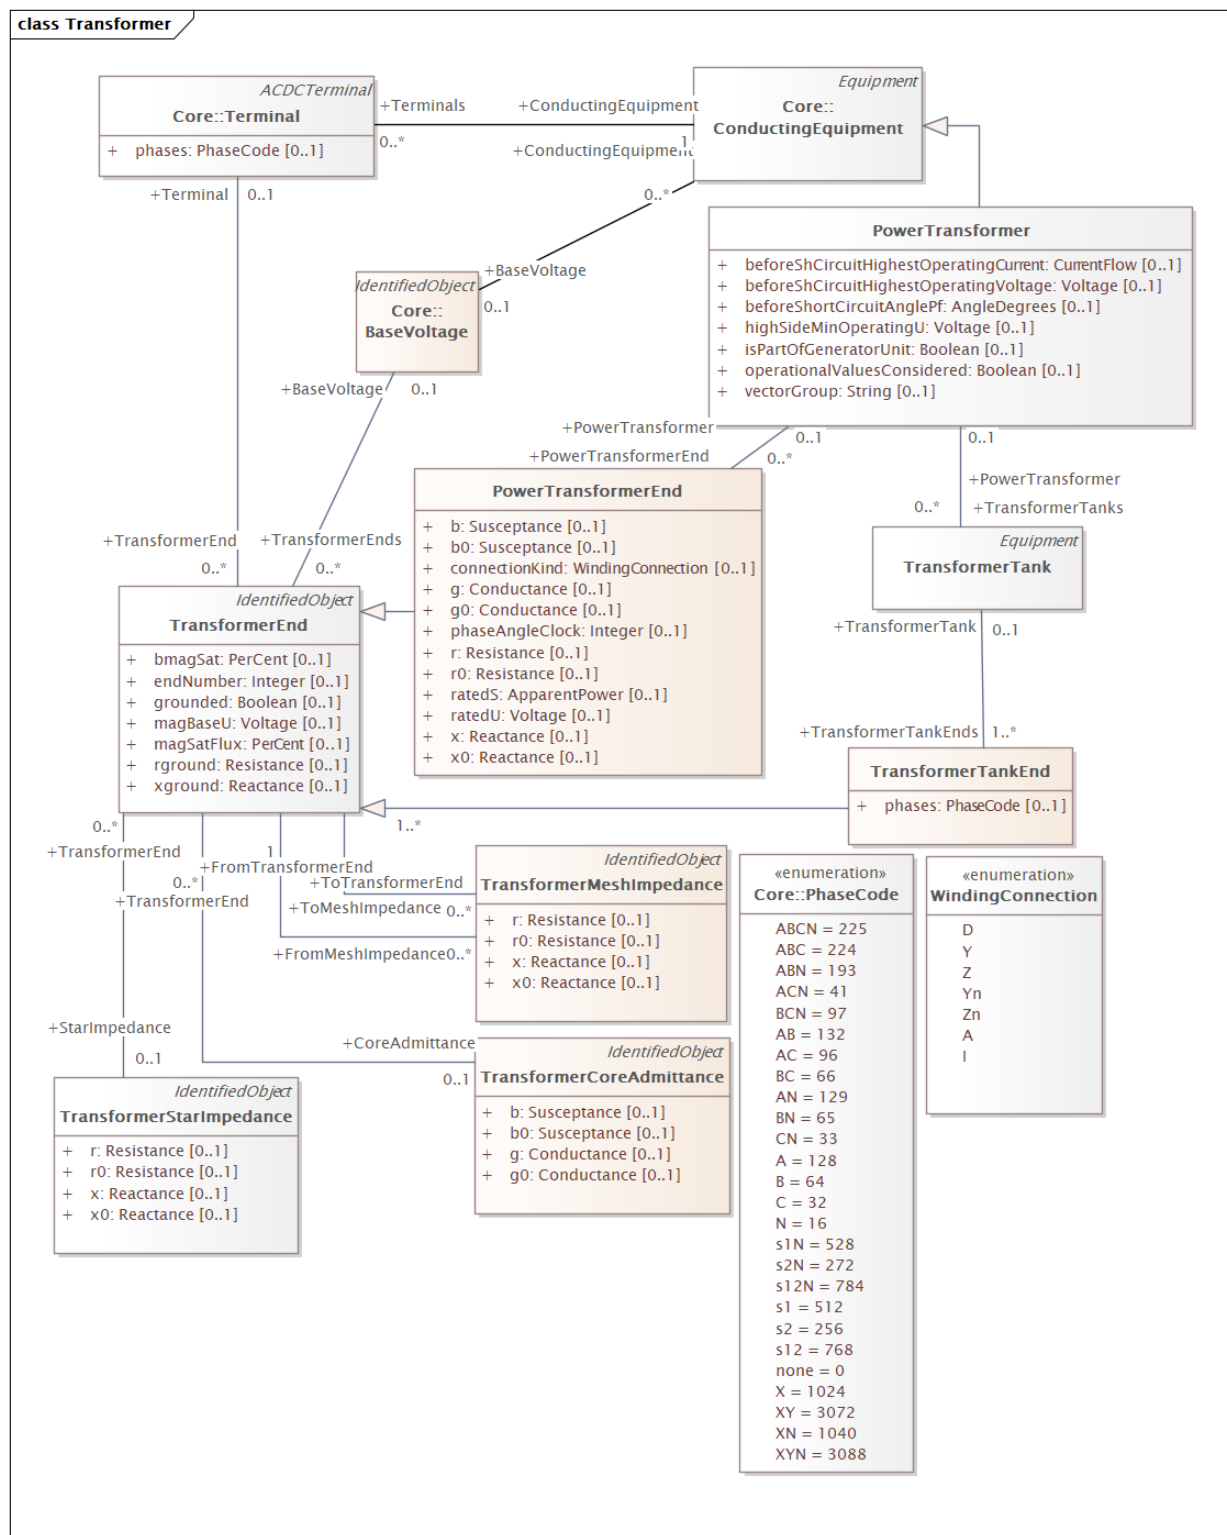 class Transformer
ACDCTerminal
Core::Terminal
+ phases: PhaseCode [0..1]
+Terminals
0..*
+ConductingEquipment
1
Equipment
Core::
ConductingEquipment
+ConductingEquipment
0..*
+Terminal
0..1
PowerTransformer
+ beforeShCircuitHighestOperatingCurrent: CurrentFlow [0..1]
+ beforeShCircuitHighestOperatingVoltage: Voltage [0..1]
+ beforeShortCircuitAnglePf: AngleDegrees [0..1]
+ highSideMinOperatingU: Voltage [0..1]
+ isPartOfGeneratorUnit: Boolean [0..1]
+ operationalValuesConsidered: Boolean [0..1]
+ vectorGroup: String [0..1]
+BaseVoltage
0..1
IdentifiedObject
Core::
BaseVoltage
+BaseVoltage
0..1
+PowerTransformer
0..1
+PowerTransformerEnd
0..*
0..1
+PowerTransformer
0..*
+TransformerTanks
PowerTransformerEnd
+ b: Susceptance [0..1]
+ b0: Susceptance [0..1]
+ connectionKind: WindingConnection [0..1]
+ g: Conductance [0..1]
+ g0: Conductance [0..1]
+ phaseAngleClock: Integer [0..1]
+ r: Resistance [0..1]
+ r0: Resistance [0..1]
+ ratedS: ApparentPower [0..1]
+ ratedU: Voltage [0..1]
+ x: Reactance [0..1]
+ x0: Reactance [0..1]
Equipment
TransformerTank
+TransformerTank
0..1
+TransformerEnd
0..*
+TransformerEnds
0..*
IdentifiedObject
TransformerEnd
+ bmagSat: PerCent [0..1]
+ endNumber: Integer [0..1]
+ grounded: Boolean [0..1]
+ magBaseU: Voltage [0..1]
+ magSatFlux: PerCent [0..1]
+ rground: Resistance [0..1]
+ xground: Reactance [0..1]
+TransformerTankEnds
1..*
TransformerTankEnd
+ phases: PhaseCode [0..1]
0..*
+TransformerEnd
0..*
+TransformerEnd
1
+FromTransformerEnd
1..*
+ToTransformerEnd
+ToMeshImpedance
0..*
+FromMeshImpedance
0..*
IdentifiedObject
TransformerMeshImpedance
+ r: Resistance [0..1]
+ r0: Resistance [0..1]
+ x: Reactance [0..1]
+ x0: Reactance [0..1]
+StarImpedance
0..1
+CoreAdmittance
0..1
IdentifiedObject
TransformerCoreAdmittance
+ b: Susceptance [0..1]
+ b0: Susceptance [0..1]
+ g: Conductance [0..1]
+ g0: Conductance [0..1]
IdentifiedObject
TransformerStarImpedance
+ r: Resistance [0..1]
+ r0: Resistance [0..1]
+ x: Reactance [0..1]
+ x0: Reactance [0..1]
«enumeration»
Core::PhaseCode
ABCN = 225
ABC = 224
ABN = 193
ACN = 41
BCN = 97
AB = 132
AC = 96
BC = 66
AN = 129
BN = 65
CN = 33
A = 128
B = 64
C = 32
N = 16
s1N = 528
s2N = 272
s12N = 784
s1 = 512
s2 = 256
s12 = 768
none = 0
X = 1024
XY = 3072
XN = 1040
XYN = 3088
«enumeration»
WindingConnection
D
Y
Z
Yn
Zn
A
I